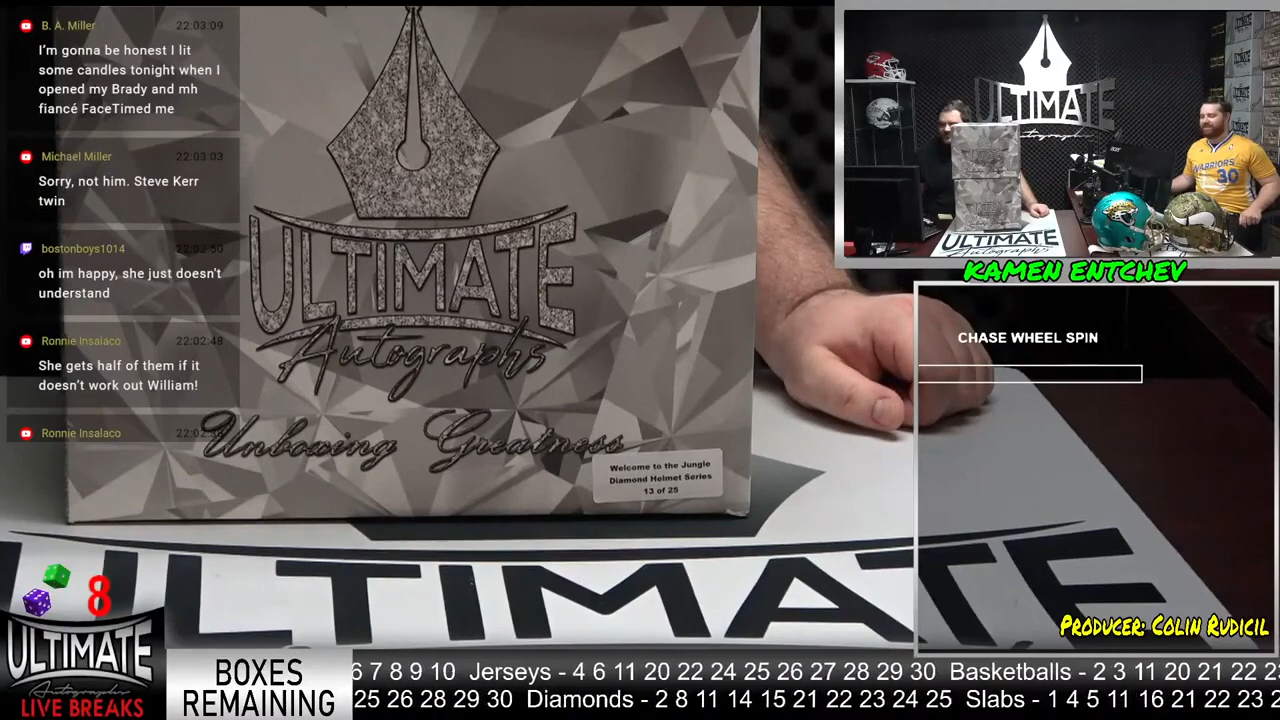 B. A. Miller 22:03:09
I'm gonna be honest I lit
some candles tonight when I
opened my Brady and mh
fiancé FaceTimed me
Michael Miller 22:03:03
Sorry, not him. Steve Kerr
twin
bostonboys1014 22:02:50
oh im happy, she just doesn't
understand
Ronnie Insalaco 22:02:48
She gets half of them if it
doesn't work out William!
Ronnie Insalaco
ULTIMATE
Autographs
Unboxing Greatness
Welcome to the Jungle
Diamond Helmet Series
13 of 25
ULTIMATE
ULTIMATE
WARRIORS
30
ULTIMATE
Autographs
KAMEN ENTCHEV
CHASE WHEEL SPIN
Producer: Colin Rudicil
8
ULTIMATE
Autographs
LIVE BREAKS
BOXES
REMAINING
6 7 8 9 10 Jerseys - 4 6 11 20 22 24 25 26 27 28 29 30 Basketballs - 2 3 11 20 21 22
25 26 28 29 30 Diamonds - 2 8 11 14 15 21 22 23 24 25 Slabs - 1 4 5 11 16 21 22 23